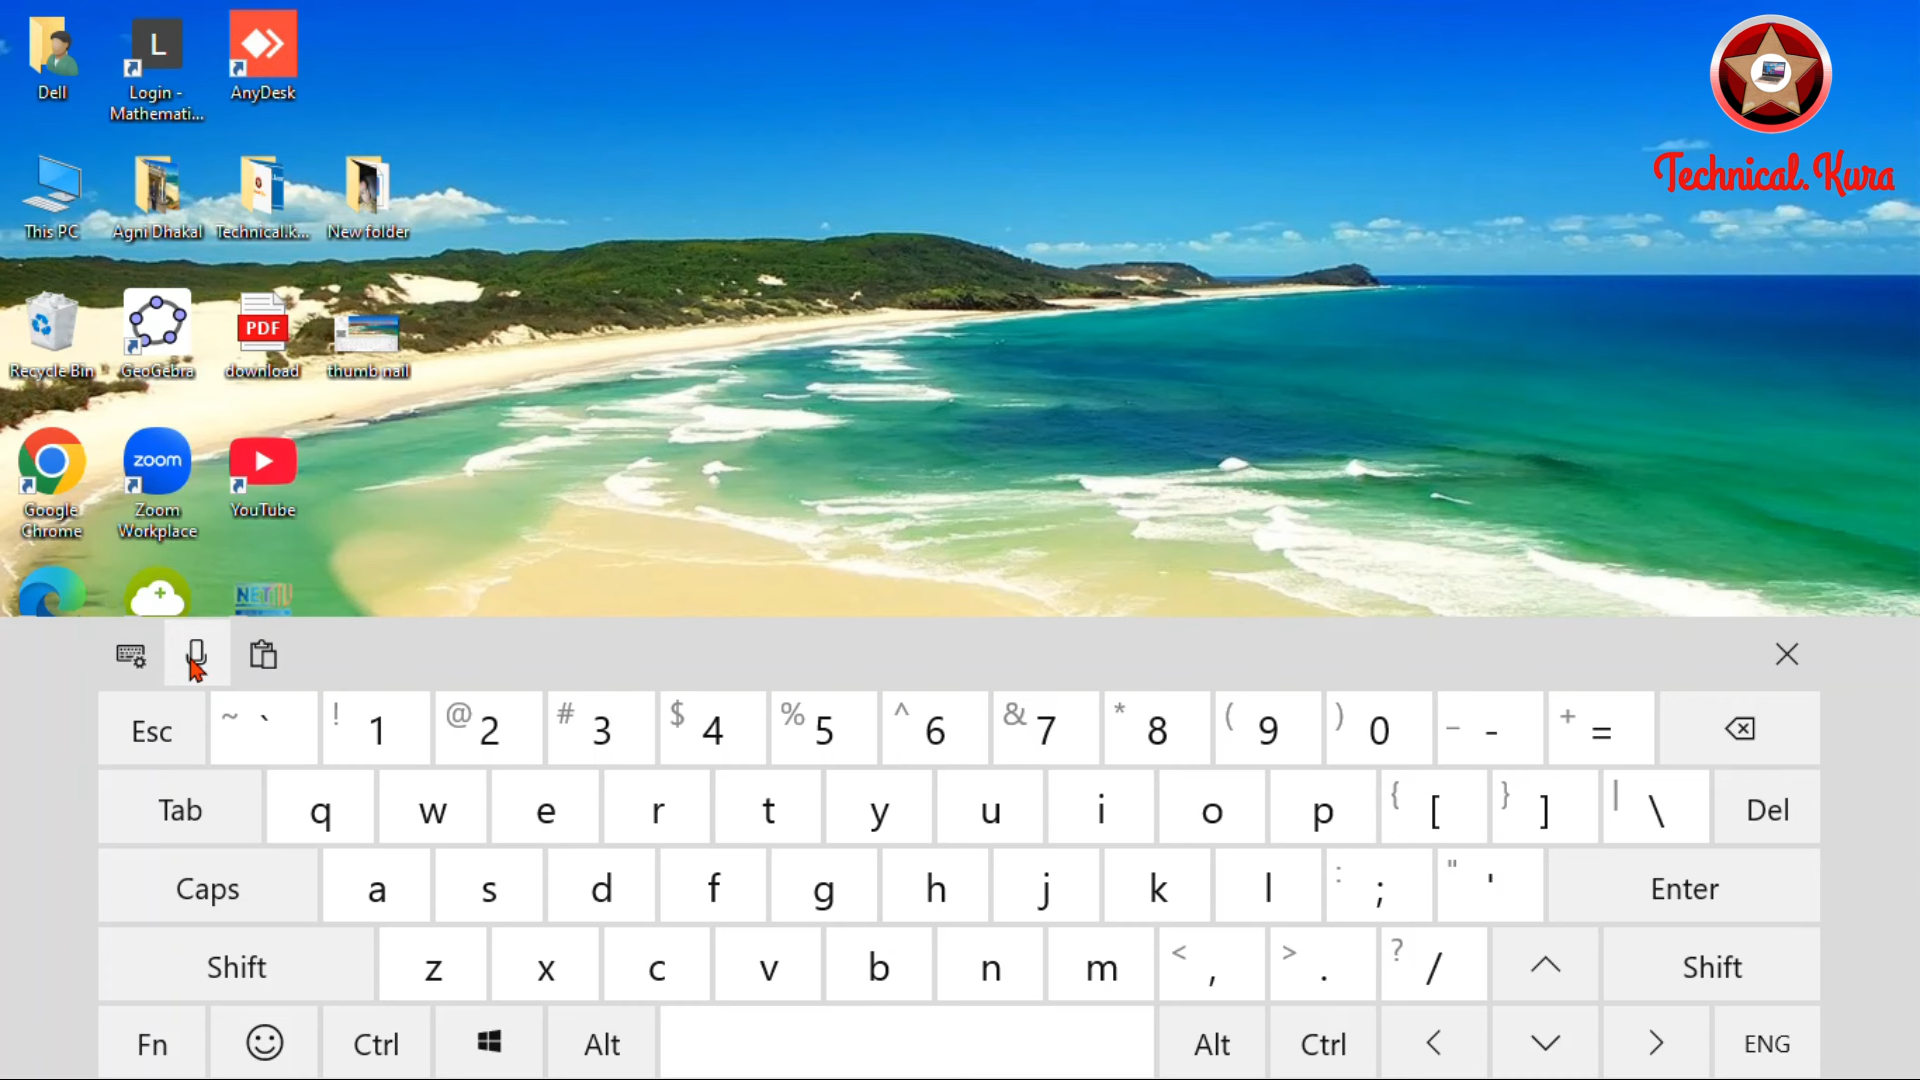 Dell
Login -
Mathemati...
AnyDesk
L
Technical.Kura
This PC
Agni Dhakal
Technical.k...
New folder
Recycle Bin
GeoGebra
PDF
download
thumb nail
zoom
Google
Chrome
Zoom
Workplace
YouTube
NETTV
Esc ~ ` ! 1 @ 2 # 3 $ 4 % 5 ^ 6 & 7 * 8 ( 9 ) 0 _ - + =
Tab q w e r t y u i o p { [ } ] | \ Del
Caps a s d f g h j k l : ; " ' Enter
Shift z x c v b n m < , > . ? / Shift
Fn Ctrl Alt Alt Ctrl ENG